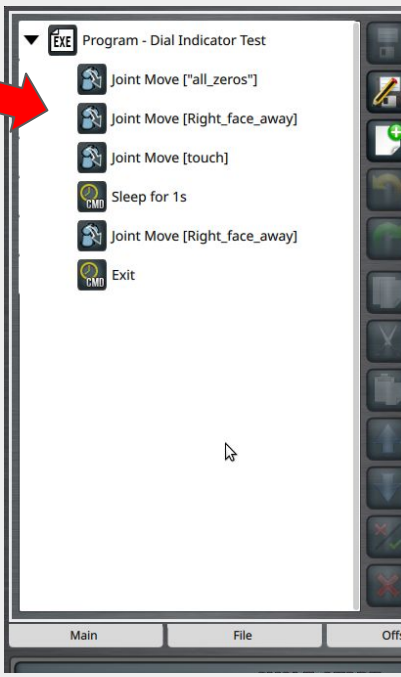 EXE Program - Dial Indicator Test
Joint Move ["all_zeros"]
Joint Move [Right_face_away]
Joint Move [touch]
CMD Sleep for 1s
Joint Move [Right_face_away]
CMD Exit
Main File Offs